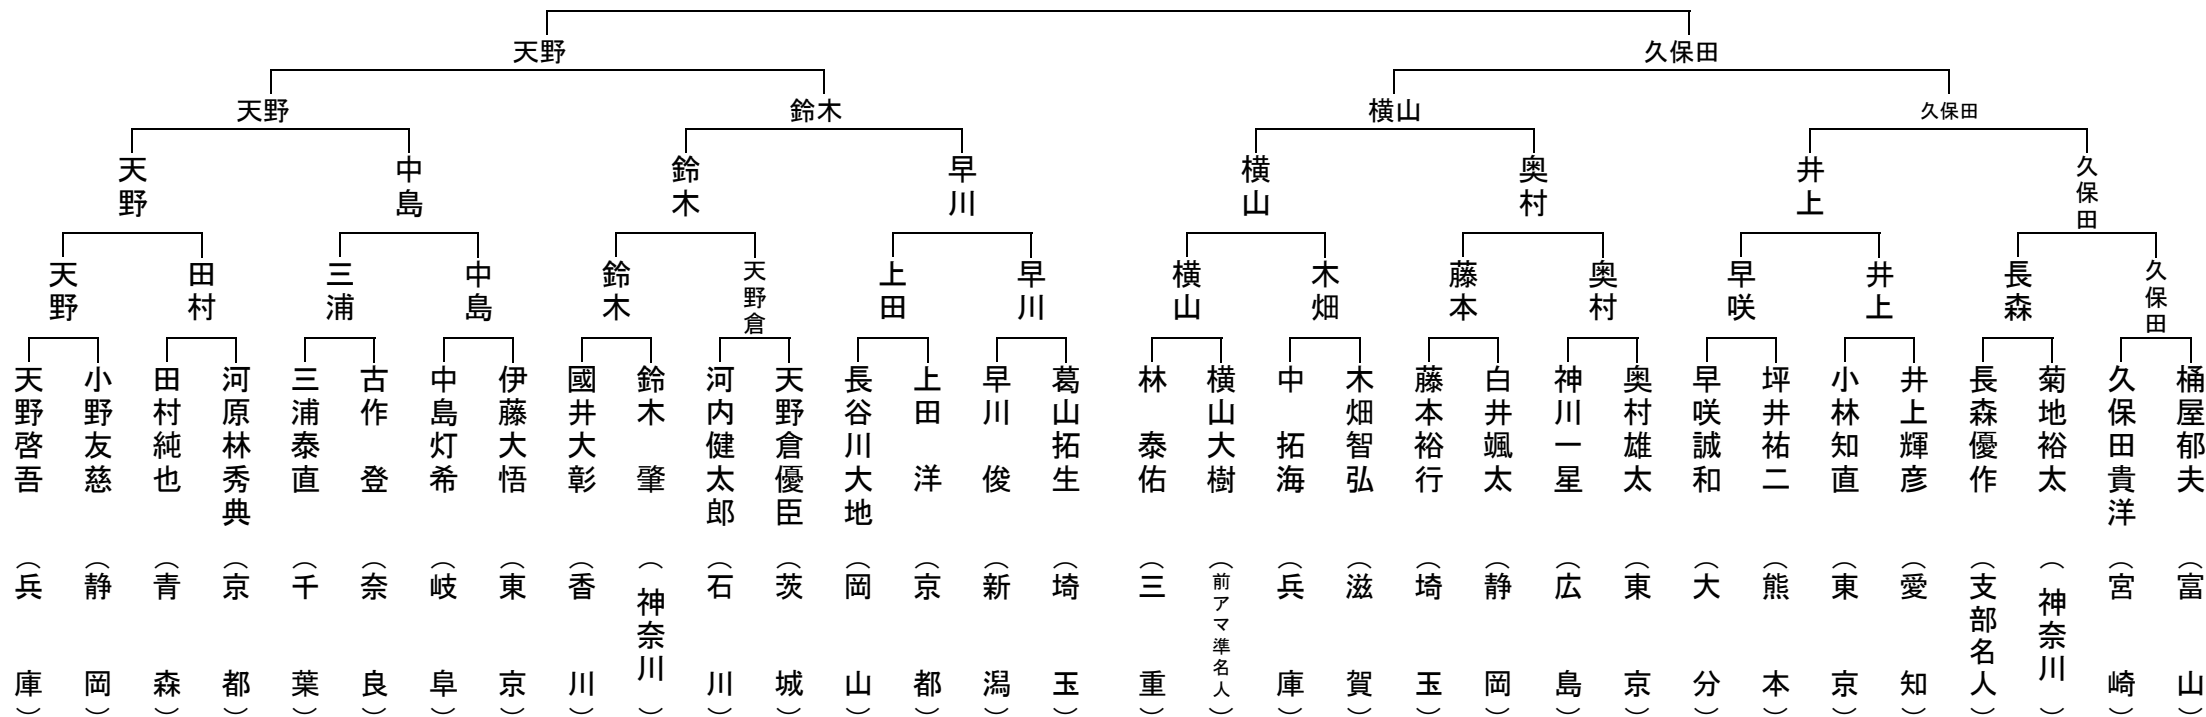 天野 久保田
天野 鈴木 横山 久保田
天野 中島 鈴木 早川 横山 奥村 井上 久保田
天野 田村 三浦 中島 鈴木 天野倉 上田 早川 横山 木畑 藤本 奥村 早咲 井上 長森 久保田
天野啓吾（兵庫）
小野友慈（静岡）
田村純也（青森）
河原林秀典（京都）
三浦泰直（千葉）
古作登（奈良）
中島灯希（岐阜）
伊藤大悟（東京）
國井大彰（香川）
鈴木肇（神奈川）
河内健太郎（石川）
天野倉優臣（茨城）
長谷川大地（岡山）
上田洋（京都）
早川俊（新潟）
葛山拓生（埼玉）
林泰佑（三重）
横山大樹（前アマ準名人）
中拓海（兵庫）
木畑智弘（滋賀）
藤本裕行（埼玉）
白井颯太（静岡）
神川一星（広島）
奥村雄太（東京）
早咲誠和（大分）
坪井祐二（熊本）
小林知直（東京）
井上輝彦（愛知）
長森優作（支部名人）
菊地裕太（神奈川）
久保田貴洋（宮崎）
桶屋郁夫（富山）